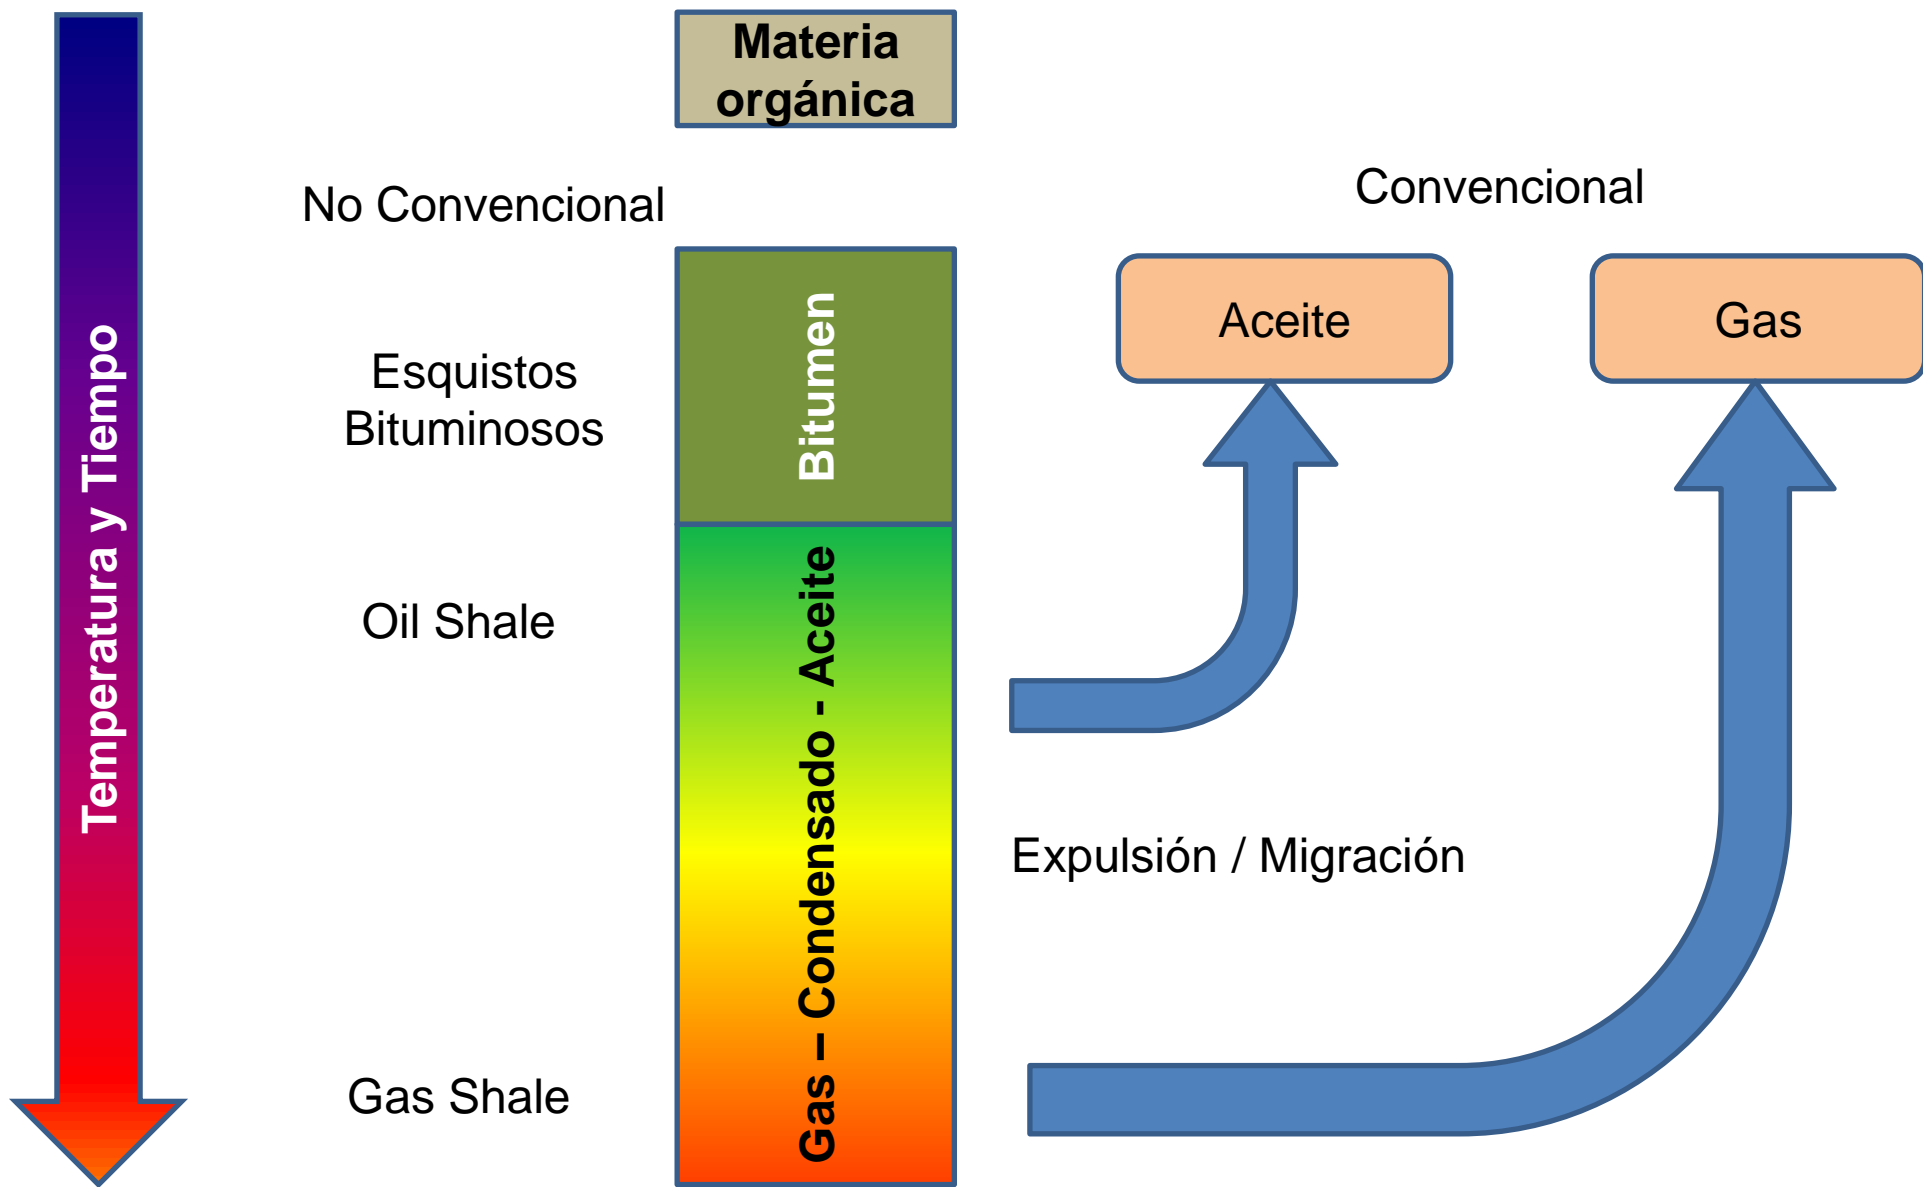 Materia
orgánica
No Convencional
Convencional
Temperatura y Tiempo
Esquistos
Bituminosos
Bitumen
Aceite
Gas
Oil Shale
Gas – Condensado - Aceite
Expulsión / Migración
Gas Shale